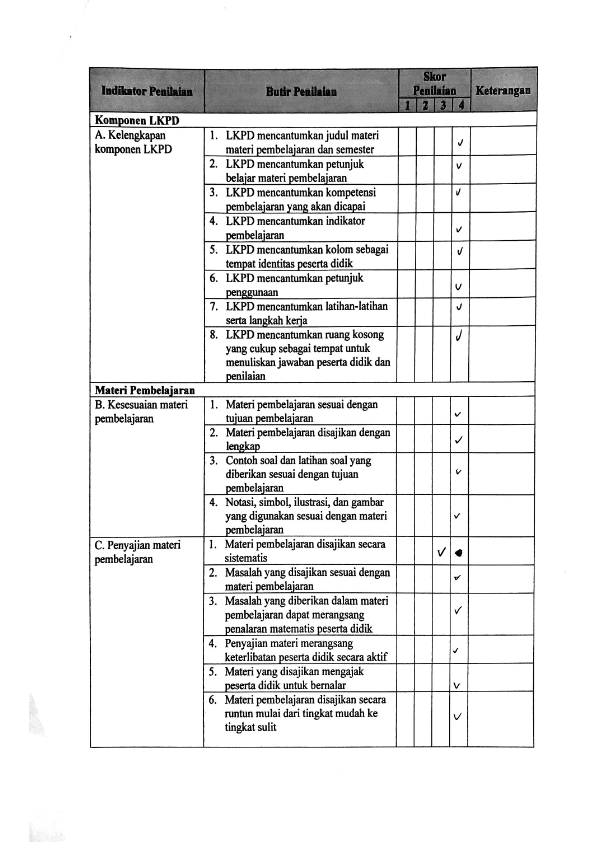 Indikator Penilaian Butir Penilaian Skor Penilaian Keterangan
1 2 3 4
Komponen LKPD
A. Kelengkapan
komponen LKPD
1. LKPD mencantumkan judul materi
materi pembelajaran dan semester
✓
2. LKPD mencantumkan petunjuk
belajar materi pembelajaran
✓
3. LKPD mencantumkan kompetensi
pembelajaran yang akan dicapai
✓
4. LKPD mencantumkan indikator
pembelajaran
✓
5. LKPD mencantumkan kolom sebagai
tempat identitas peserta didik
✓
6. LKPD mencantumkan petunjuk
penggunaan
✓
7. LKPD mencantumkan latihan-latihan
serta langkah kerja
✓
8. LKPD mencantumkan ruang kosong
yang cukup sebagai tempat untuk
menuliskan jawaban peserta didik dan
penilaian
✓
Materi Pembelajaran
B. Kesesuaian materi
pembelajaran
1. Materi pembelajaran sesuai dengan
tujuan pembelajaran
✓
2. Materi pembelajaran disajikan dengan
lengkap
✓
3. Contoh soal dan latihan soal yang
diberikan sesuai dengan tujuan
pembelajaran
✓
4. Notasi, simbol, ilustrasi, dan gambar
yang digunakan sesuai dengan materi
pembelajaran
✓
C. Penyajian materi
pembelajaran
1. Materi pembelajaran disajikan secara
sistematis
✓
2. Masalah yang disajikan sesuai dengan
materi pembelajaran
✓
3. Masalah yang diberikan dalam materi
pembelajaran dapat merangsang
penalaran matematis peserta didik
✓
4. Penyajian materi merangsang
keterlibatan peserta didik secara aktif
✓
5. Materi yang disajikan mengajak
peserta didik untuk bernalar
✓
6. Materi pembelajaran disajikan secara
runtun mulai dari tingkat mudah ke
tingkat sulit
✓